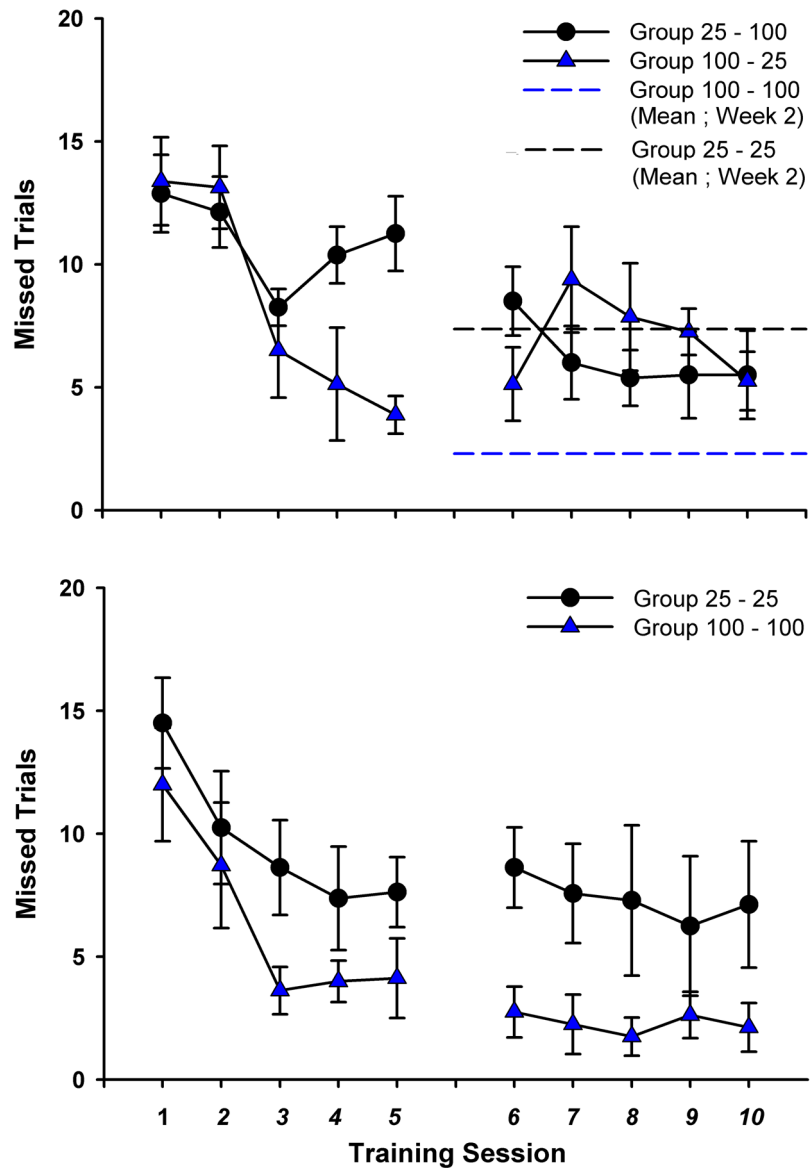 20
15
10
5
0
Missed Trials
Group 25 - 100
Group 100 - 25
Group 100 - 100
(Mean ; Week 2)
Group 25 - 25
(Mean ; Week 2)
20
15
10
5
0
Missed Trials
Group 25 - 25
Group 100 - 100
1 2 3 4 5 6 7 8 9 10
Training Session